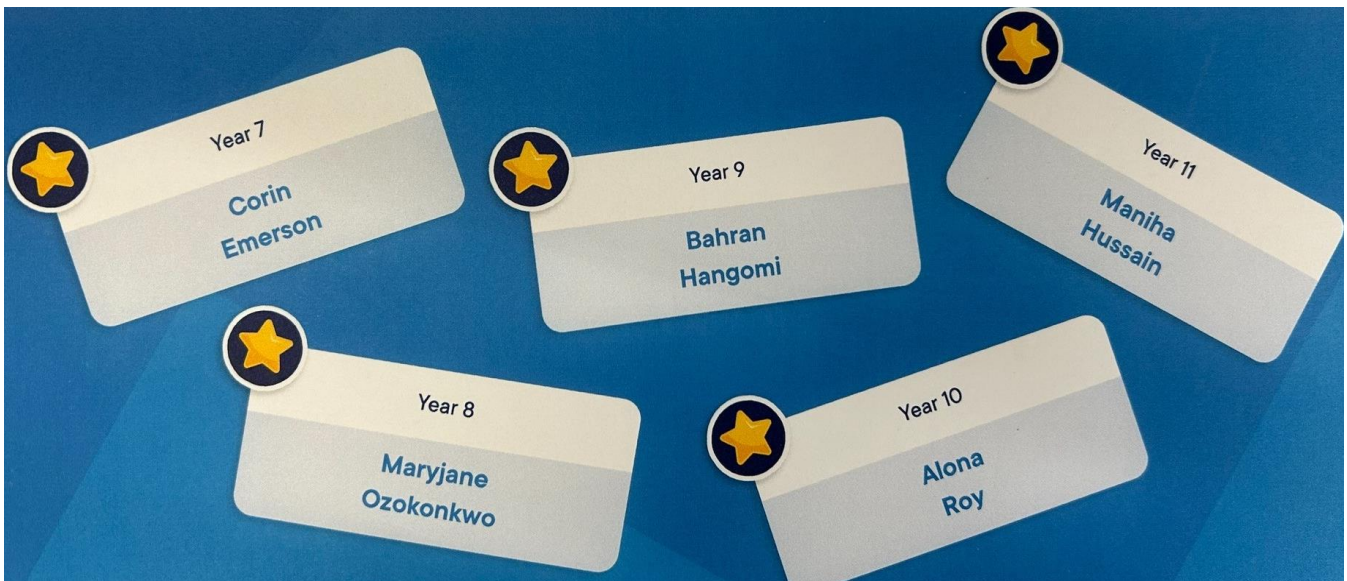 Year 7
Corin
Emerson
Year 8
Maryjane
Ozokonkwo
Year 9
Bahran
Hangomi
Year 10
Alona
Roy
Year 11
Maniha
Hussain